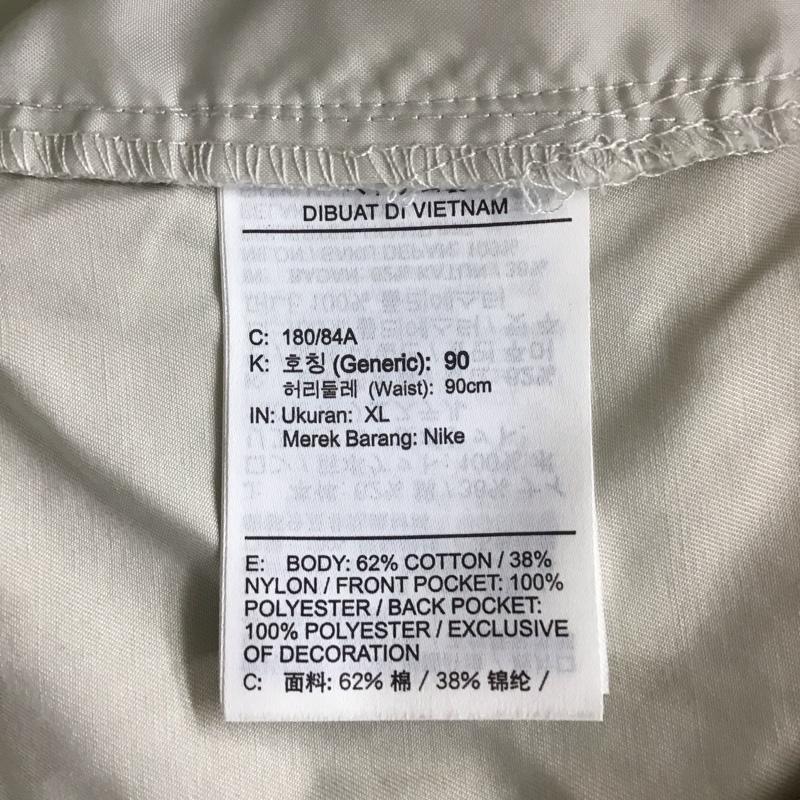 DIBUAT DI VIETNAM
C: 180/84A
K: 호칭 (Generic): 90
허리둘레 (Waist): 90cm
IN: Ukuran: XL
Merek Barang: Nike
E: BODY: 62% COTTON / 38%
NYLON / FRONT POCKET: 100%
POLYESTER / BACK POCKET:
100% POLYESTER / EXCLUSIVE
OF DECORATION
C: 面料: 62% 棉 / 38% 锦纶 /